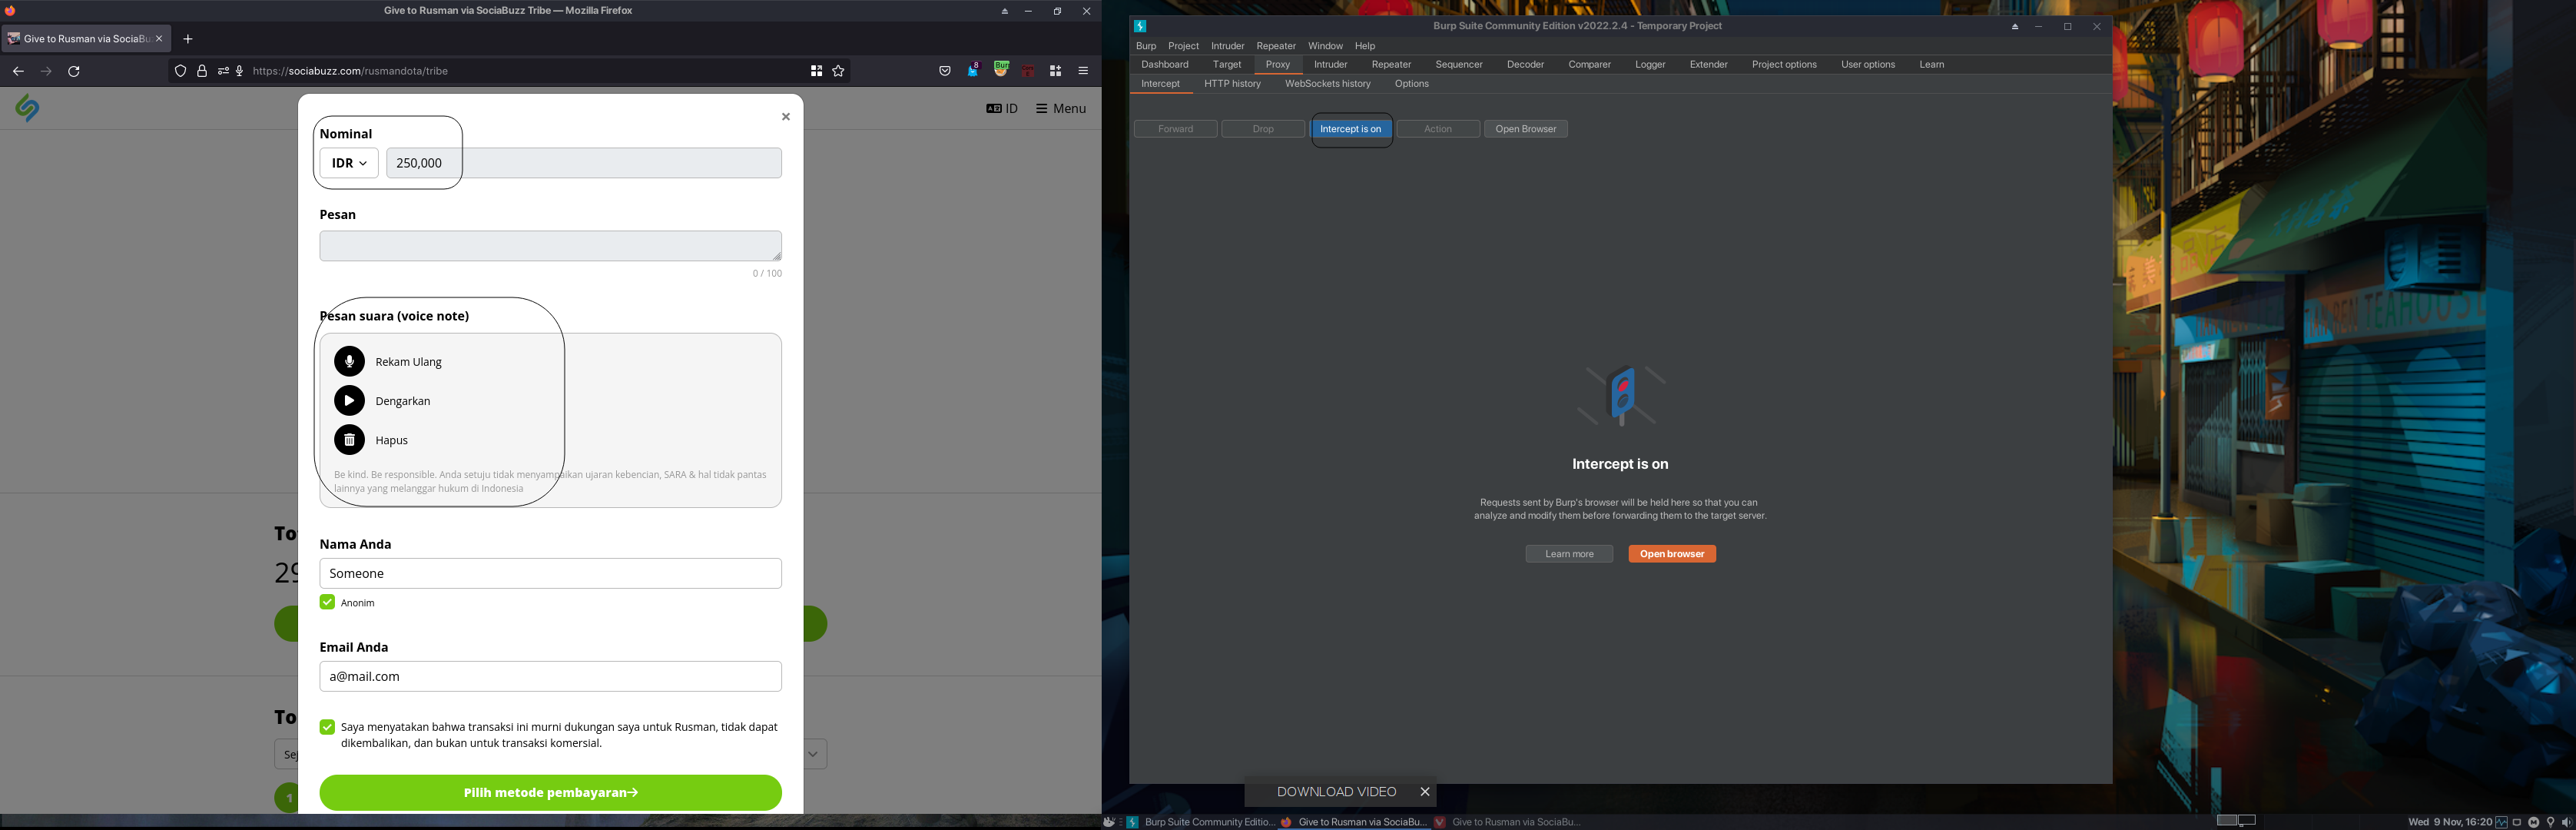 Give to Rusman via SociaBuzz Tribe — Mozilla Firefox
Give to Rusman via SociaBu
https://sociabuzz.com/rusmandota/tribe
8
Bur
ID
Menu
Nominal
IDR
250,000
Pesan
0 / 100
Pesan suara (voice note)
Rekam Ulang
Dengarkan
Hapus
Be kind. Be responsible. Anda setuju tidak menyampaikan ujaran kebencian, SARA & hal tidak pantas
lainnya yang melanggar hukum di Indonesia
Nama Anda
Someone
Anonim
Email Anda
a@mail.com
Saya menyatakan bahwa transaksi ini murni dukungan saya untuk Rusman, tidak dapat
dikembalikan, dan bukan untuk transaksi komersial.
Pilih metode pembayaran→
To
29
To
Sej
1
Burp Suite Community Edition v2022.2.4 - Temporary Project
Burp Project Intruder Repeater Window Help
Dashboard Target Proxy Intruder Repeater Sequencer Decoder Comparer Logger Extender Project options User options Learn
Intercept HTTP history WebSockets history Options
Forward Drop Intercept is on Action Open Browser
Intercept is on
Requests sent by Burp's browser will be held here so that you can
analyze and modify them before forwarding them to the target server.
Learn more
Open browser
DOWNLOAD VIDEO
Burp Suite Community Editio...
Give to Rusman via SociaBu...
Give to Rusman via SociaBu...
Wed 9 Nov, 16:20